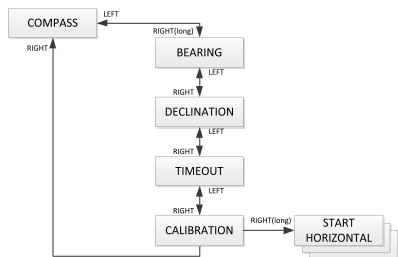 COMPASS
LEFT
RIGHT(long)
RIGHT
BEARING
LEFT
RIGHT
DECLINATION
LEFT
RIGHT
TIMEOUT
LEFT
RIGHT
CALIBRATION
RIGHT(long)
START
HORIZONTAL